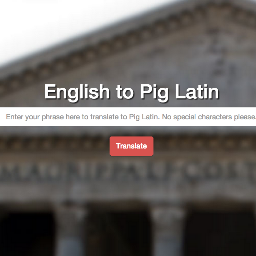 English to Pig Latin
Enter your phrase here to translate to Pig Latin. No special characters please.
Translate